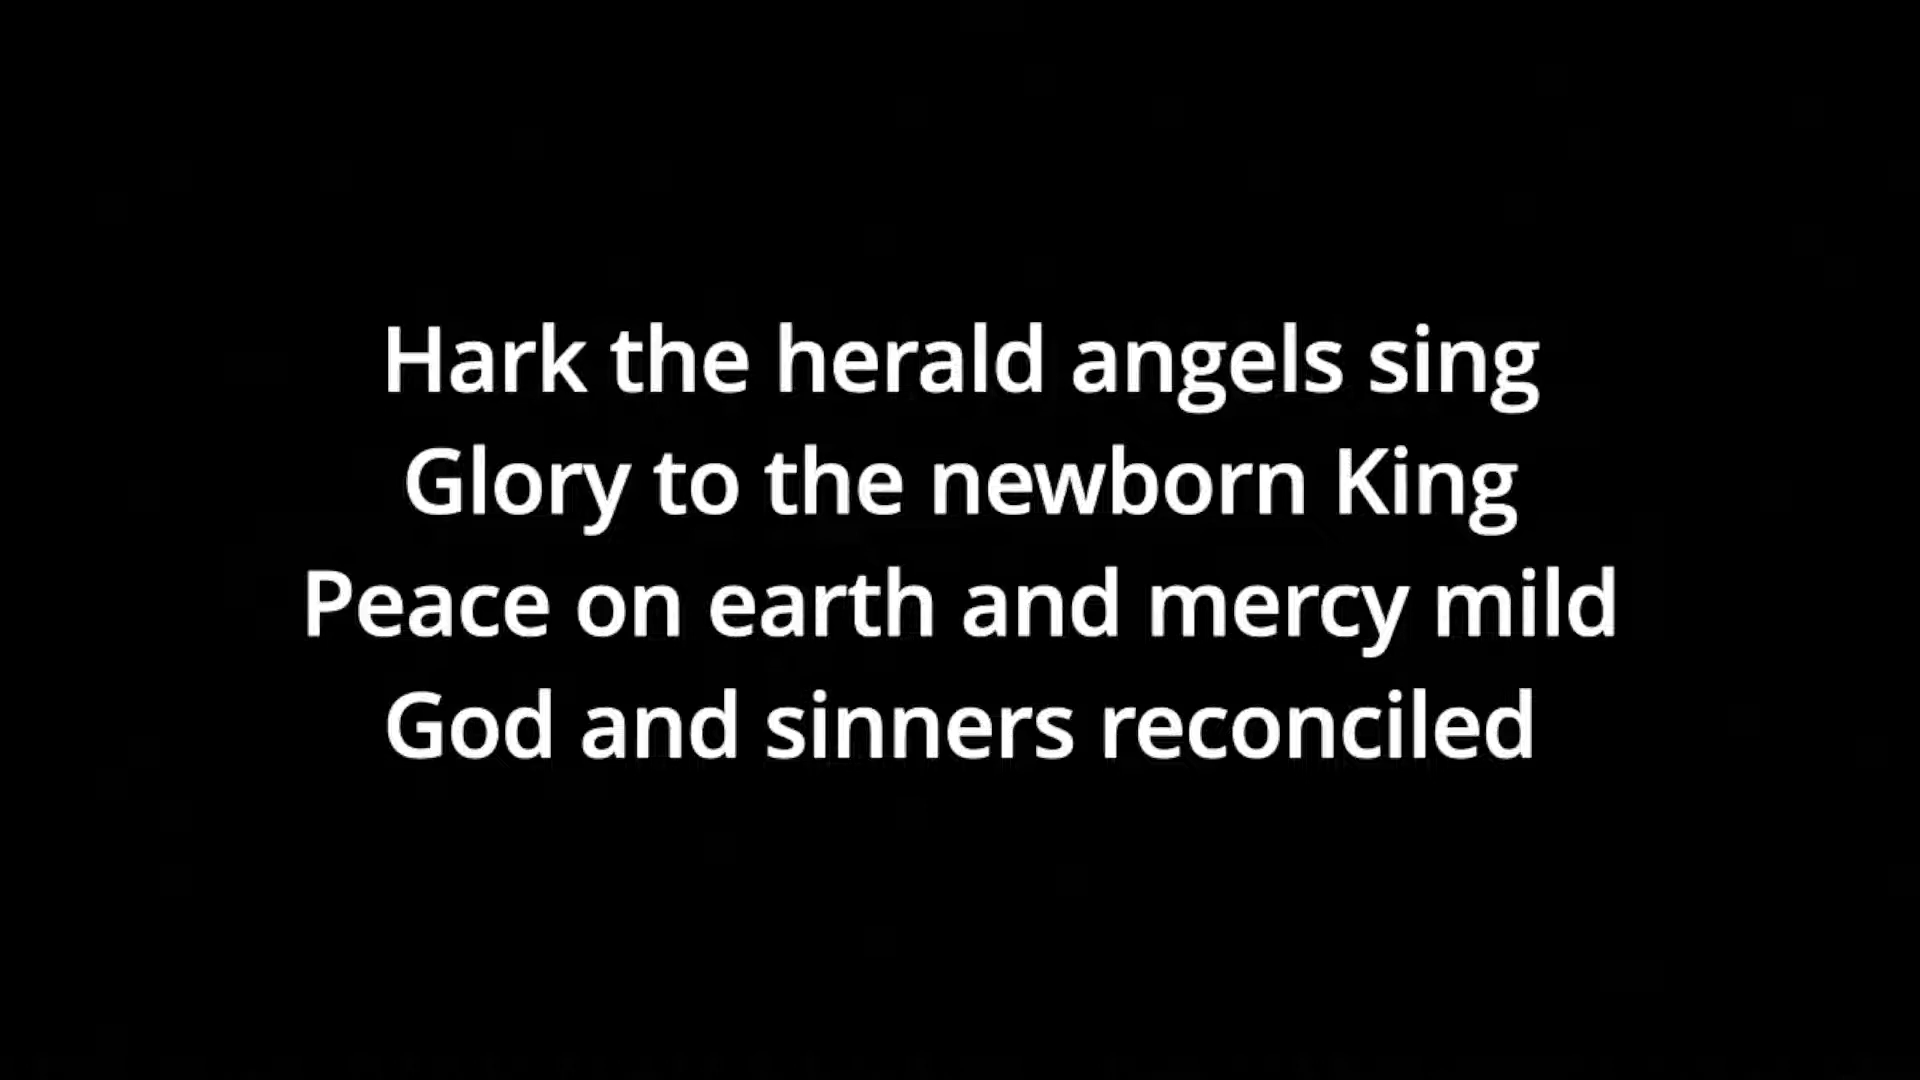 Hark the herald angels sing
Glory to the newborn King
Peace on earth and mercy mild
God and sinners reconciled